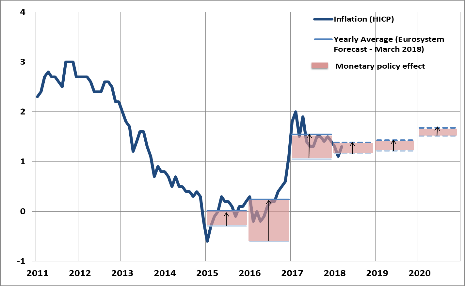 4
3
2
1
0
-1
2011 2012 2013 2014 2015 2016 2017 2018 2019 2020
Inflation (HICP)
Yearly Average (Eurosystem
Forecast - March 2018)
Monetary policy effect